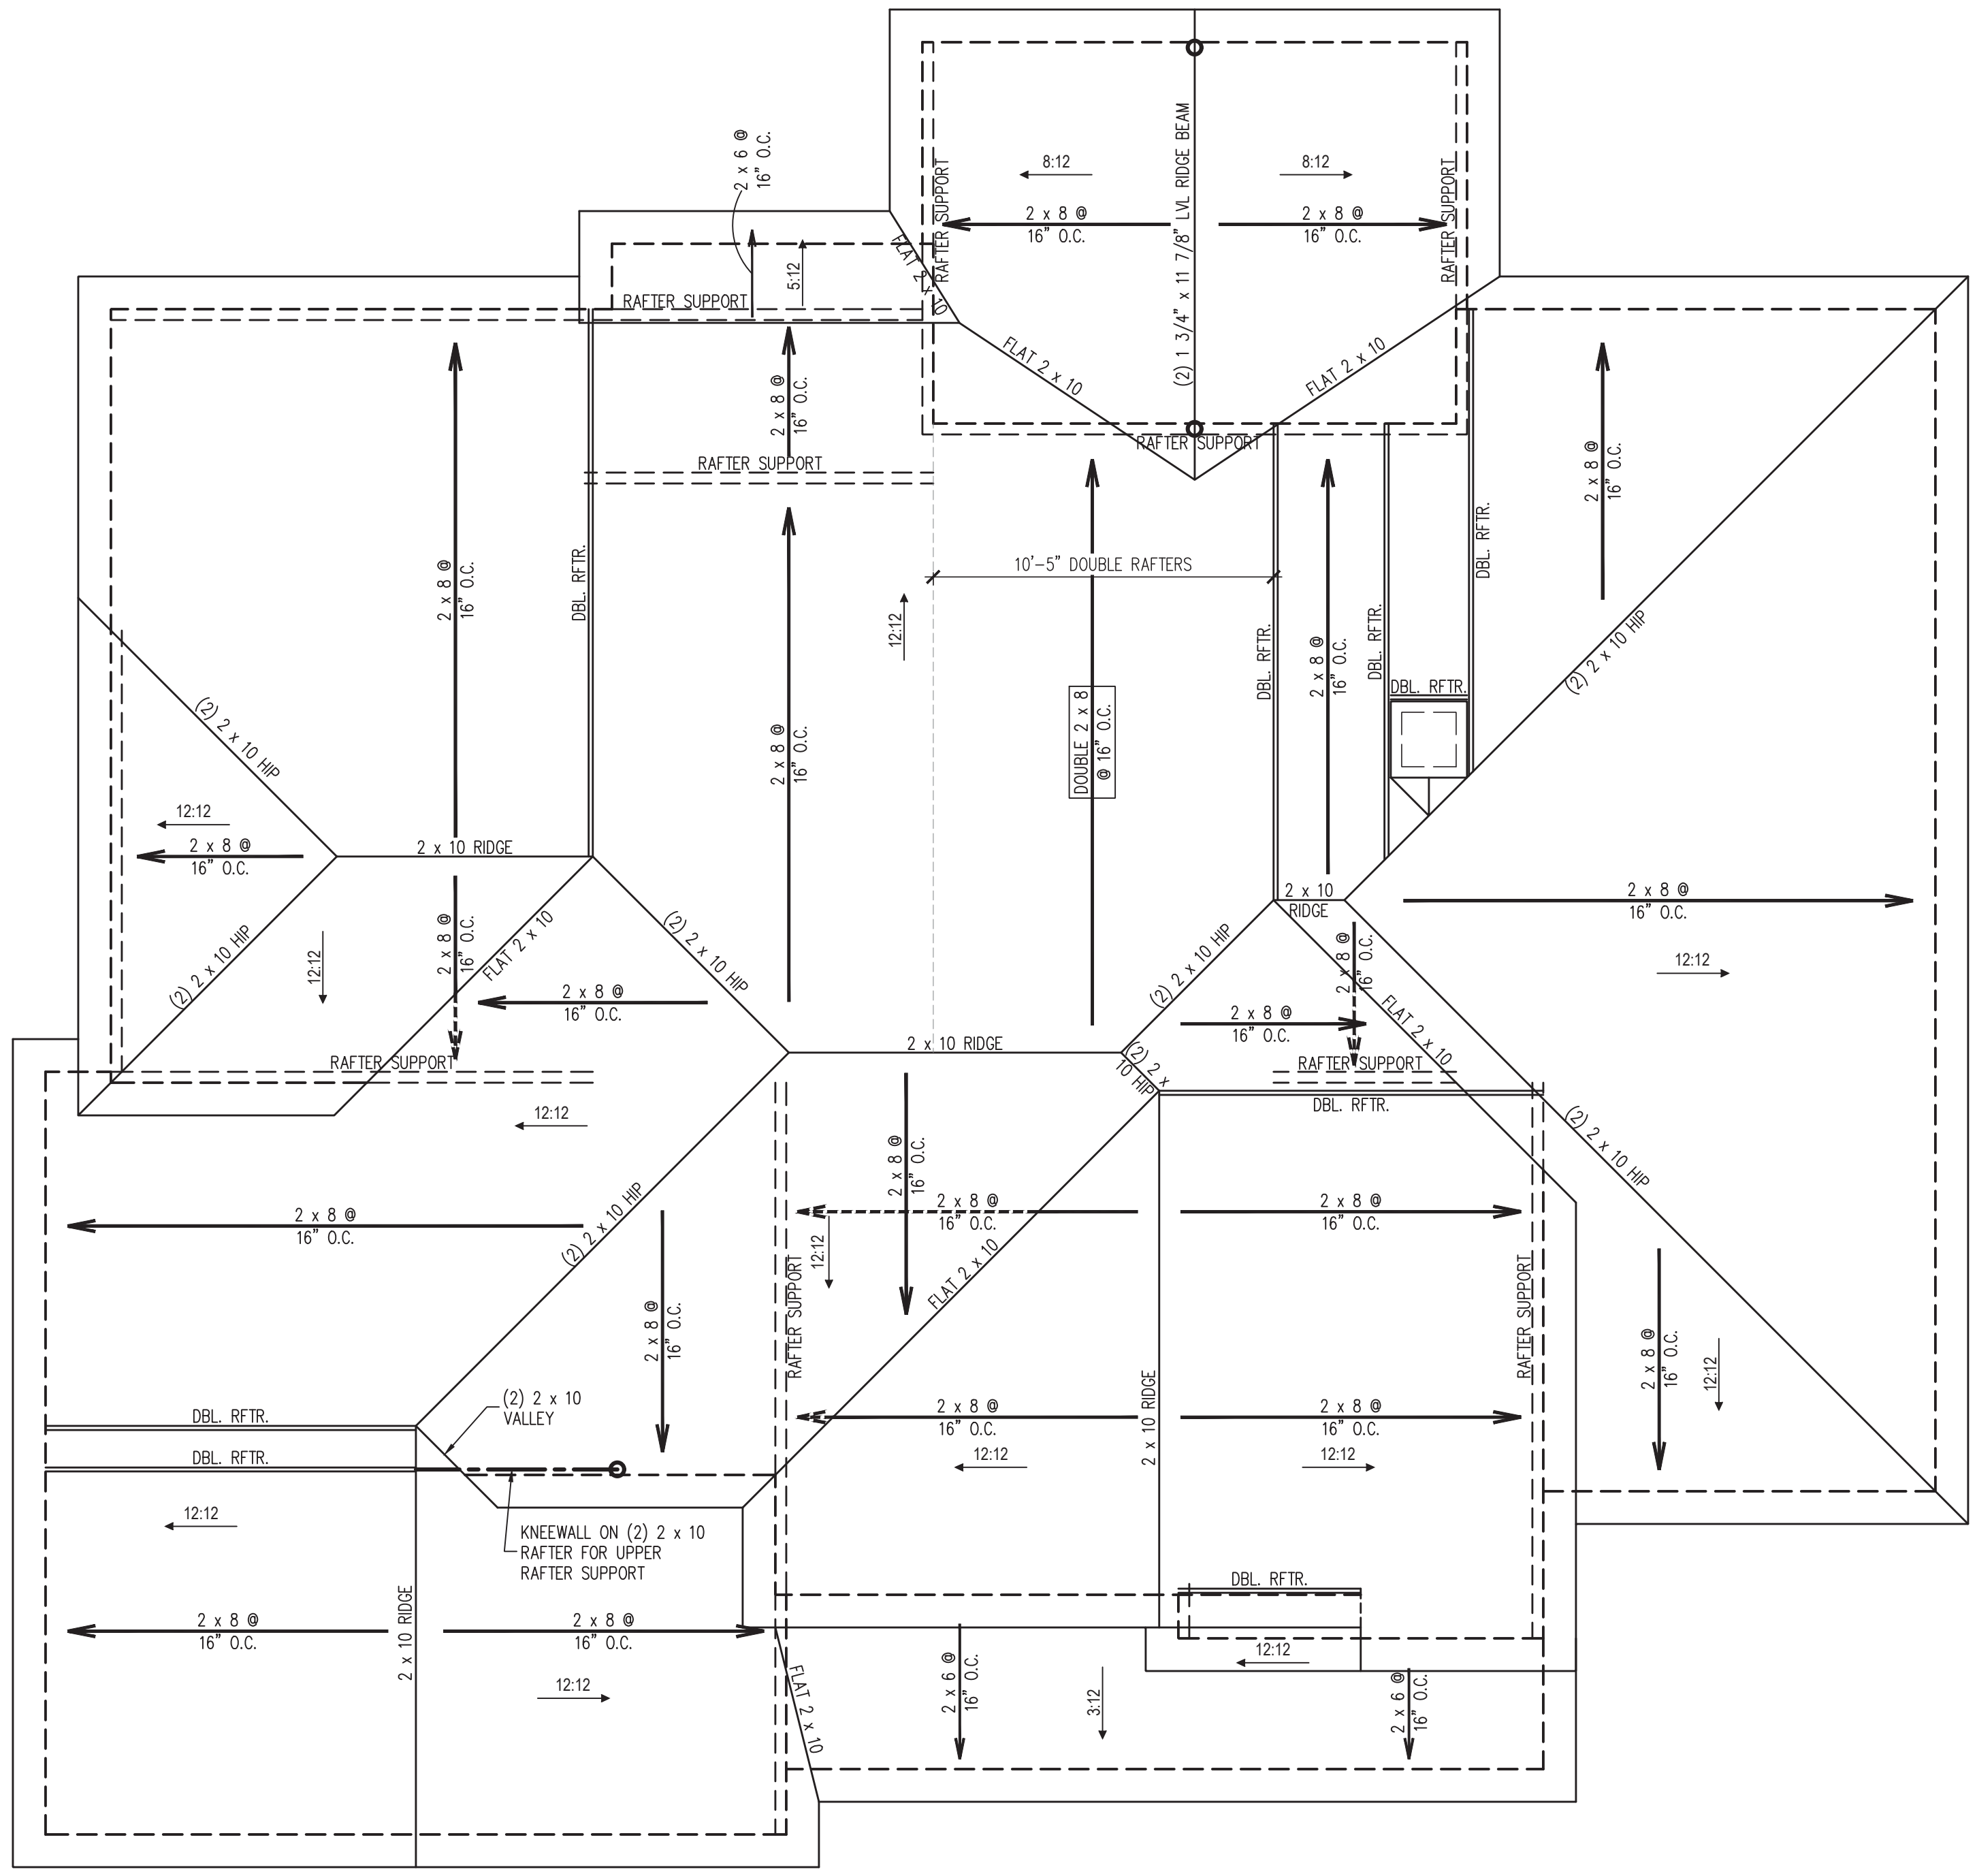 2 x 6 @
16" O.C.
8:12
8:12
RAFTER SUPPORT
RAFTER SUPPORT
2 x 8 @
16" O.C.
2 x 8 @
16" O.C.
(2) 1 3/4" x 11 7/8" LVL RIDGE BEAM
FLAT 2 x 10
5:12
RAFTER SUPPORT
FLAT 2 x 10
FLAT 2 x 10
2 x 8 @
16" O.C.
RAFTER SUPPORT
RAFTER SUPPORT
2 x 8 @
16" O.C.
DBL. RFTR.
2 x 8 @
16" O.C.
DBL. RFTR.
10'-5" DOUBLE RAFTERS
12:12
DBL. RFTR.
2 x 8 @
16" O.C.
DBL. RFTR.
(2) 2 x 10 HIP
DBL. RFTR.
(2) 2 x 10 HIP
2 x 8 @
16" O.C.
DOUBLE 2 x 8
@ 16" O.C.
12:12
2 x 8 @
16" O.C.
2 x 10 RIDGE
2 x 10
RIDGE
2 x 8 @
16" O.C.
(2) 2 x 10 HIP
12:12
2 x 8 @
16" O.C.
FLAT 2 x 10
(2) 2 x 10 HIP
(2) 2 x 10 HIP
2 x 8 @
16" O.C.
12:12
2 x 8 @
16" O.C.
2 x 8 @
16" O.C.
FLAT 2 x 10
2 x 10 RIDGE
(2) 2 x
10 HIP
RAFTER SUPPORT
RAFTER SUPPORT
DBL. RFTR.
12:12
(2) 2 x 10 HIP
2 x 8 @
16" O.C.
2 x 8 @
16" O.C.
2 x 8 @
16" O.C.
2 x 8 @
16" O.C.
(2) 2 x 10 HIP
12:12
FLAT 2 x 10
RAFTER SUPPORT
RAFTER SUPPORT
2 x 8 @
16" O.C.
2 x 8 @
16" O.C.
12:12
DBL. RFTR.
(2) 2 x 10
VALLEY
2 x 8 @
16" O.C.
2 x 8 @
16" O.C.
2 x 10 RIDGE
DBL. RFTR.
12:12
12:12
12:12
KNEEWALL ON (2) 2 x 10
RAFTER FOR UPPER
RAFTER SUPPORT
DBL. RFTR.
2 x 8 @
16" O.C.
2 x 10 RIDGE
2 x 8 @
16" O.C.
12:12
12:12
FLAT 2 x 10
2 x 6 @
16" O.C.
3:12
2 x 6 @
16" O.C.